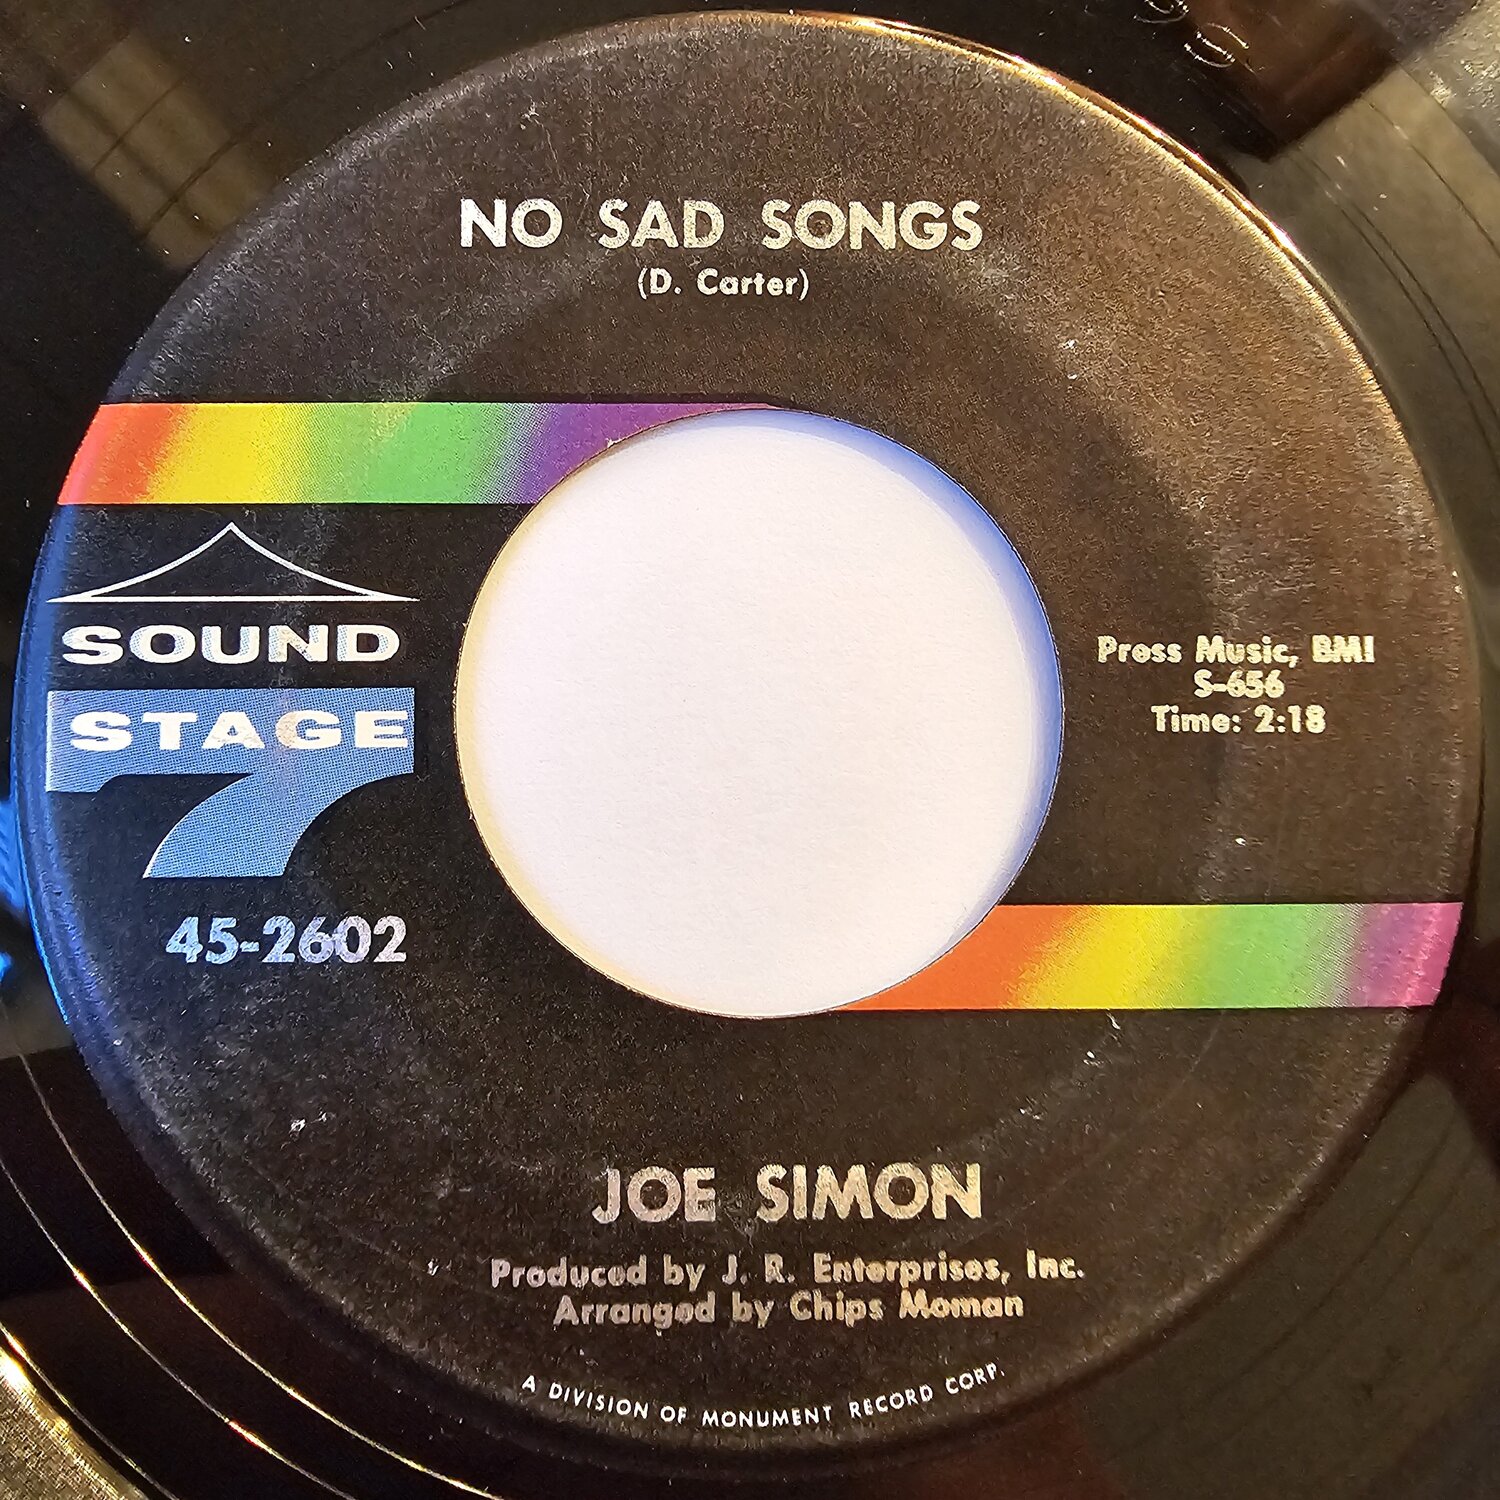 NO SAD SONGS
(D. Carter)
SOUND
STAGE
7
45-2602
Press Music, BMI
S-656
Time: 2:18
JOE SIMON
Produced by J. R. Enterprises, Inc.
Arranged by Chips Moman
A DIVISION OF MONUMENT RECORD CORP.